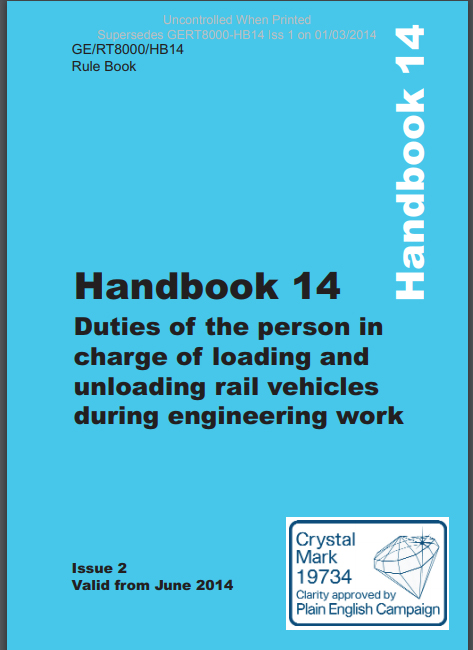 Uncontrolled When Printed
Supersedes GERT8000-HB14 Iss 1 on 01/03/2014
GE/RT8000/HB14
Rule Book
Handbook 14
Handbook 14
Duties of the person in
charge of loading and
unloading rail vehicles
during engineering work
Issue 2
Valid from June 2014
Crystal
Mark
19734
Clarity approved by
Plain English Campaign